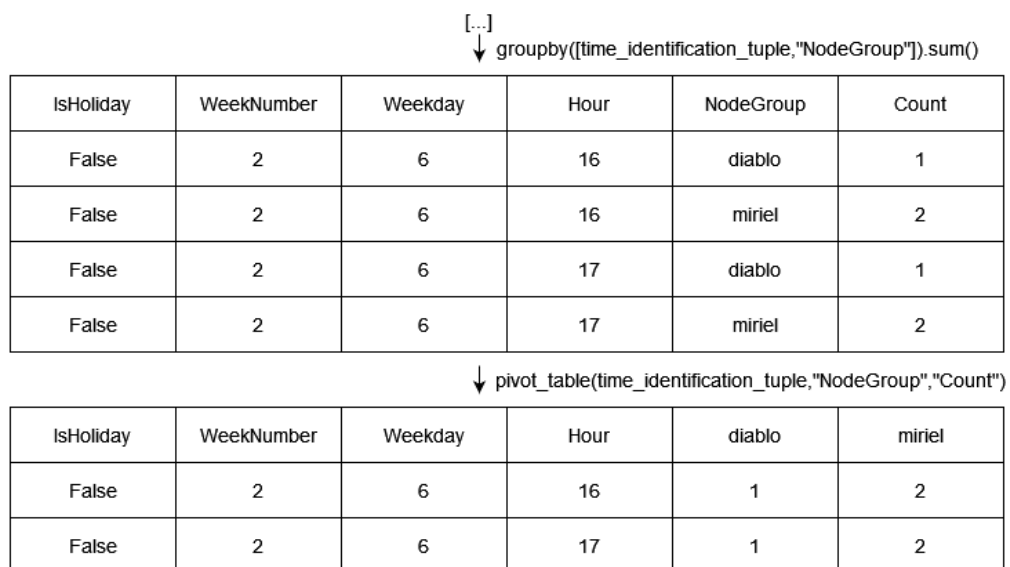 [...]
groupby([time_identification_tuple,"NodeGroup"]).sum()
IsHoliday WeekNumber Weekday Hour NodeGroup Count
False 2 6 16 diablo 1
False 2 6 16 miriel 2
False 2 6 17 diablo 1
False 2 6 17 miriel 2
pivot_table(time_identification_tuple,"NodeGroup","Count")
IsHoliday WeekNumber Weekday Hour diablo miriel
False 2 6 16 1 2
False 2 6 17 1 2